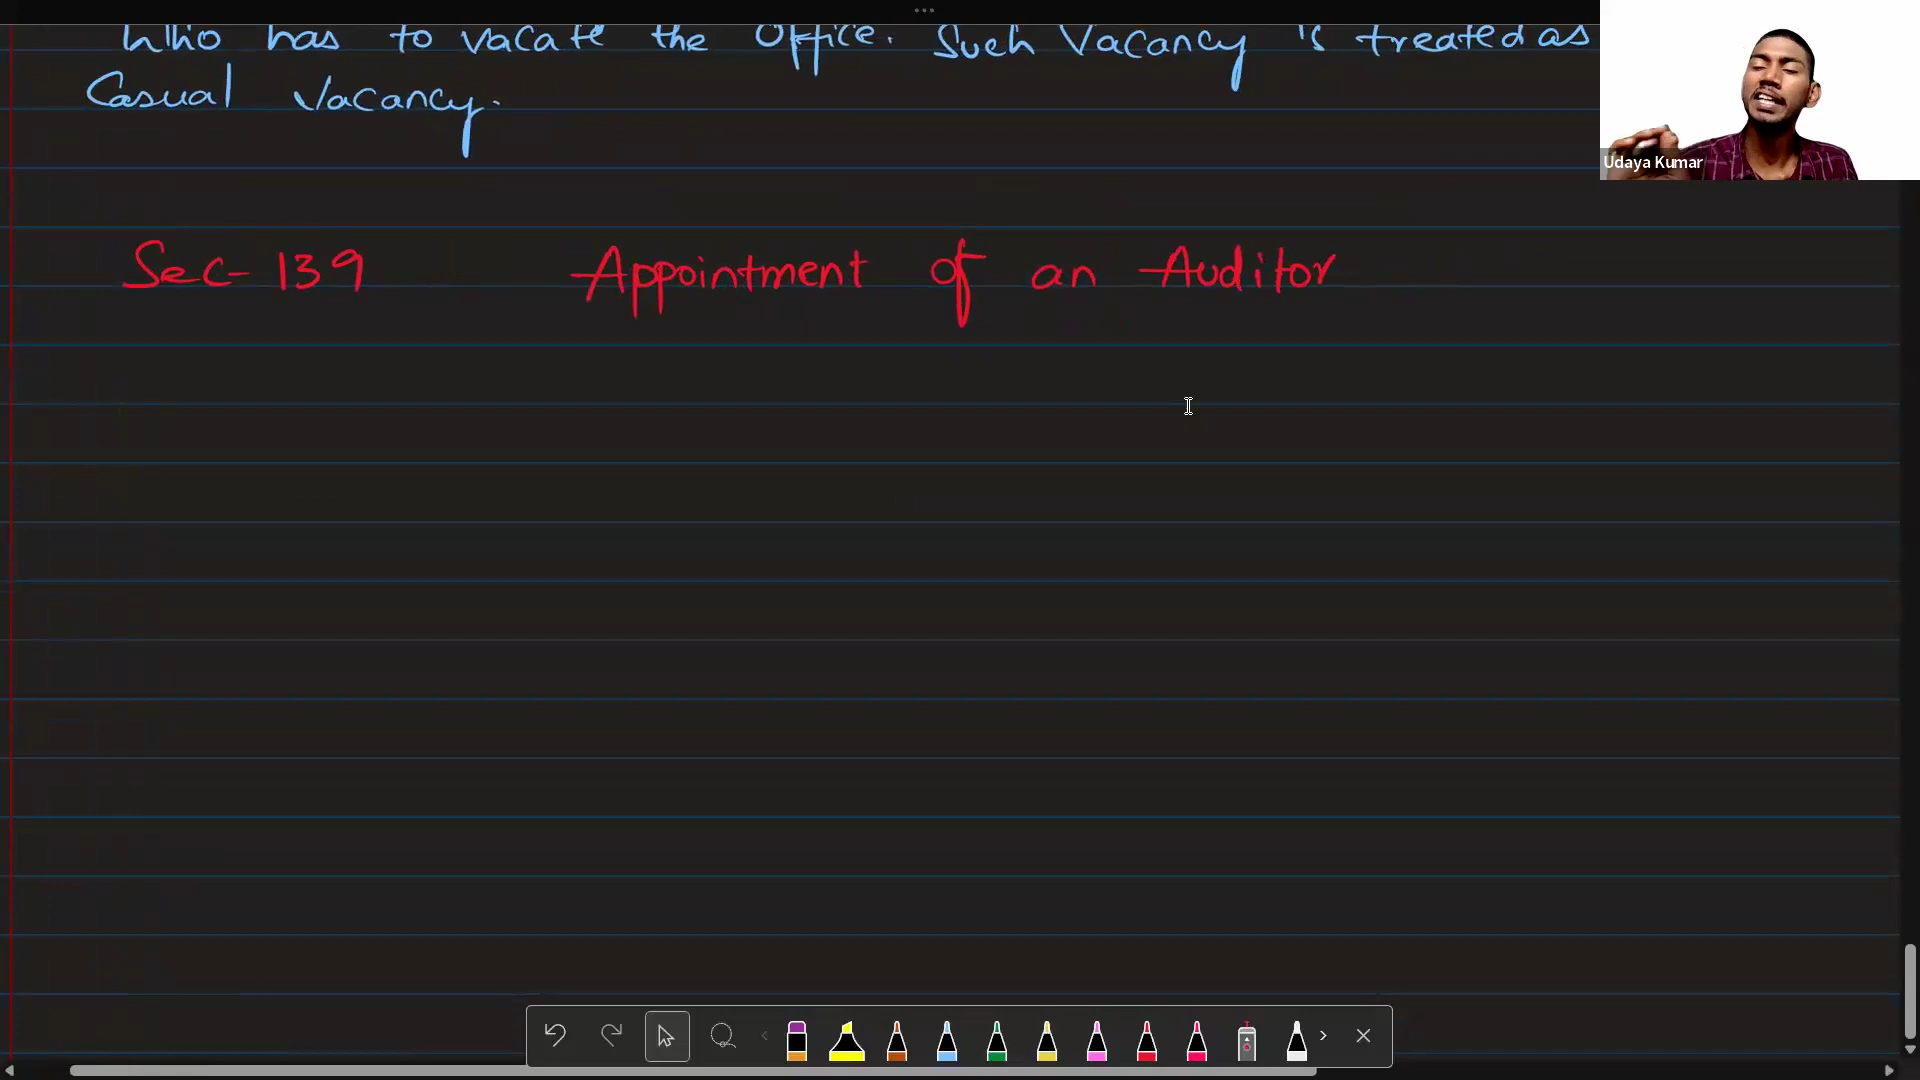 who has to vacate the Office. Such Vacancy is treated as
Casual Vacancy.
Udaya Kumar
Sec-139 Appointment of an Auditor